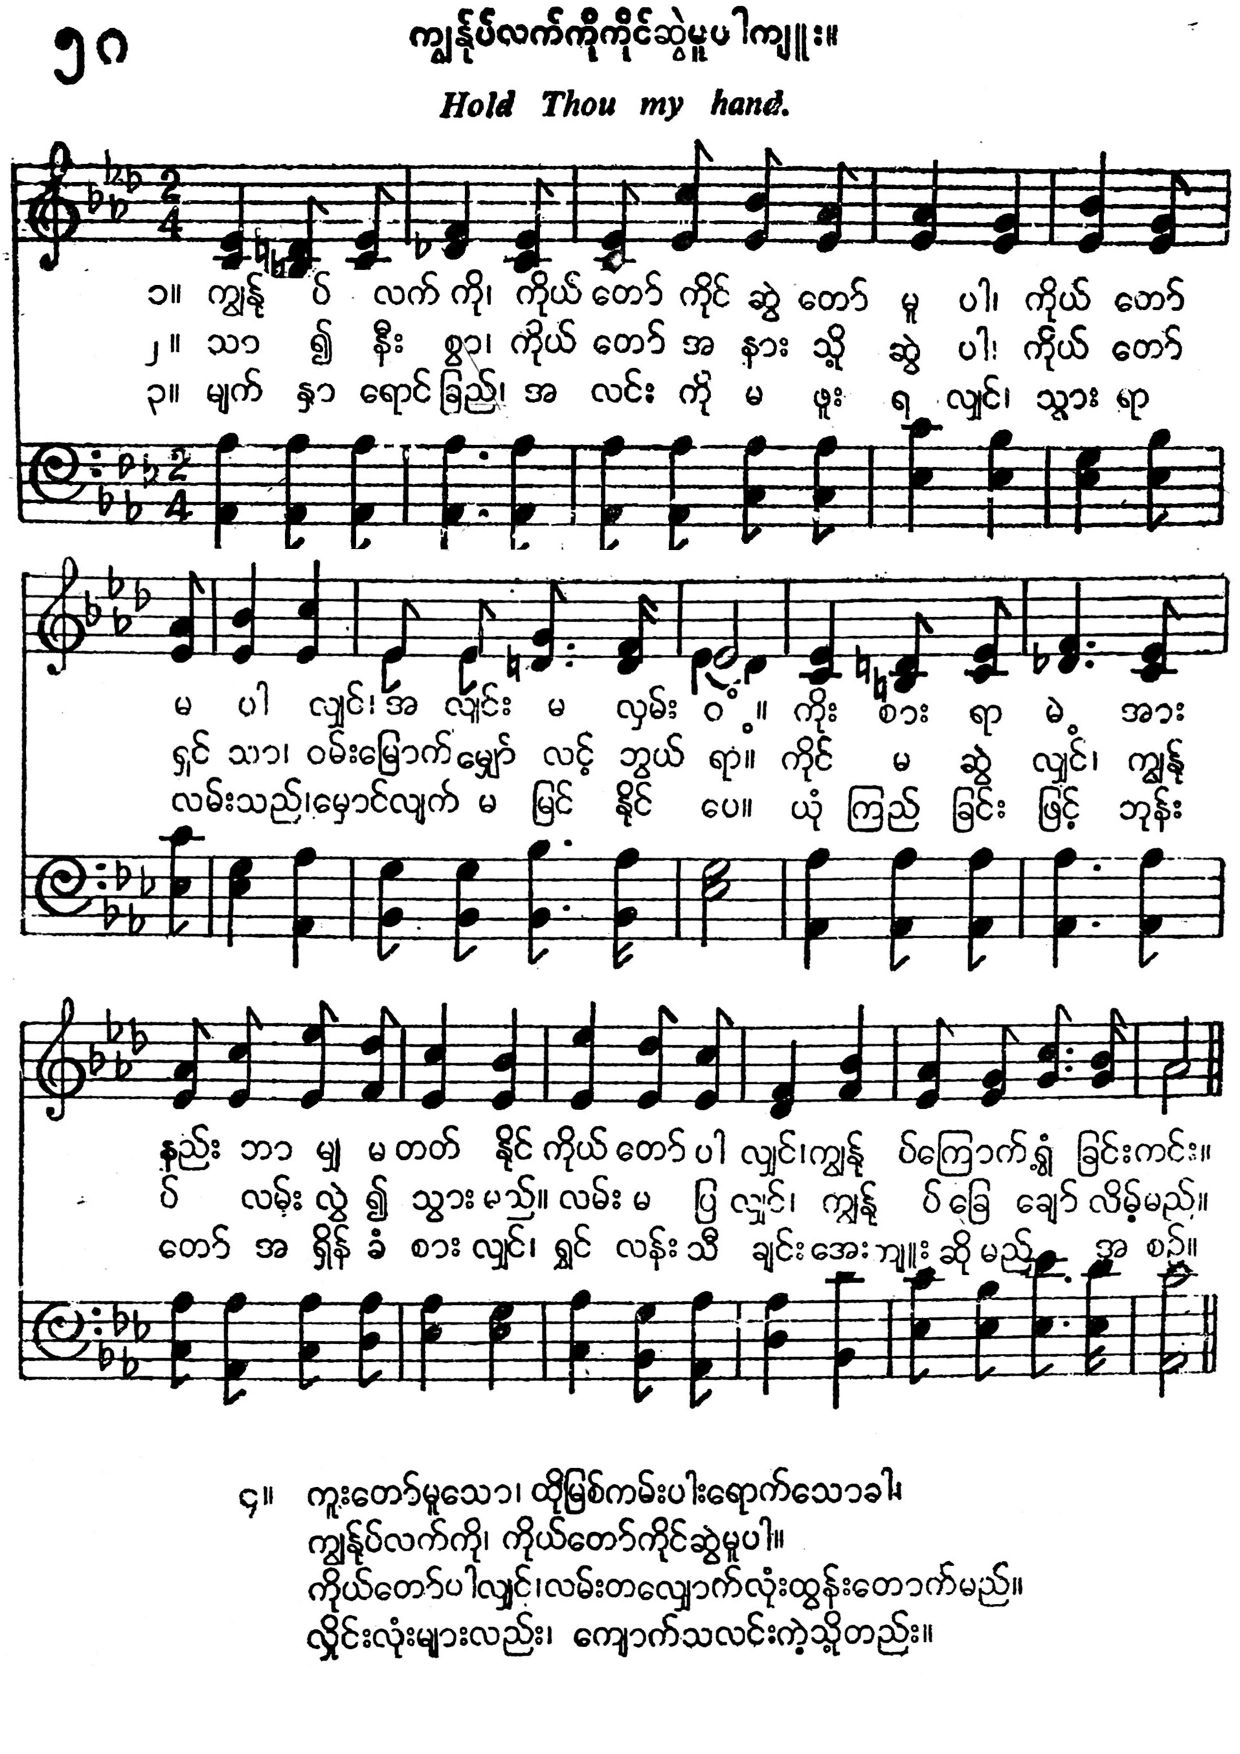 ၅၈
ကျွန်ုပ်လက်ကိုကိုင်ဆွဲမူပါကျူး။
Hold Thou my hand.
၁။ ကျွန်ု ပ် လက် ကို၊ ကိုယ် တော် ကိုင် ဆွဲ တော် မူ ပါ၊ ကိုယ် တော်
၂။ သာ ၍ နီး စွာ၊ ကိုယ် တော် အ နား သို့ ဆွဲ ပါ၊ ကိုယ် တော်
၃။ မျက် နှာ ရောင် ခြည်၊ အ လင်း ကို မ ဖူး ရ လျှင်၊ သွား ရာ
မ ပါ လျှင်၊ အ လျင်း မ လှမ်း ဝံ့။ ကိုး စား ရာ မဲ့ အား
ရှင် သာ၊ ဝမ်းမြောက် မျှော် လင့် ဘွယ် ရာ။ ကိုင် မ ဆွဲ လျှင်၊ ကျွန်ု
လမ်းသည်၊မှောင်လျက် မ မြင် နိုင် ပေ။ ယုံ ကြည် ခြင်း ဖြင့် ဘုန်း
နည်း ဘာ မျှ မ တတ် နိုင် ကိုယ် တော် ပါ လျှင်၊ကျွန်ု ပ်ကြောက်ရွံ့ ခြင်းကင်း။
ပ် လမ့်း လွှဲ ၍ သွား မည်။ လမ်း မ ပြ လျှင်၊ ကျွန်ု ပ် ခြေ ချော် လိမ့်မည်။
တော် အ ရှိန် ခံ စား လျှင်၊ ရွှင် လန်း သီ ချင်း အေး ကျူး ဆို မည် အ စဉ်။
၄။ ကူးတော်မူသော၊ ထိုမြစ်ကမ်းပါးရောက်သောခါ၊
ကျွန်ုပ်လက်ကို၊ ကိုယ်တော်ကိုင်ဆွဲမူပါ။
ကိုယ်တော်ပါလျှင်၊လမ်းတလျှောက်လုံးထွန်းတောက်မည်။
လှိုင်းလုံးများလည်း၊ ကျောက်သလင်းကဲ့သို့တည်း။